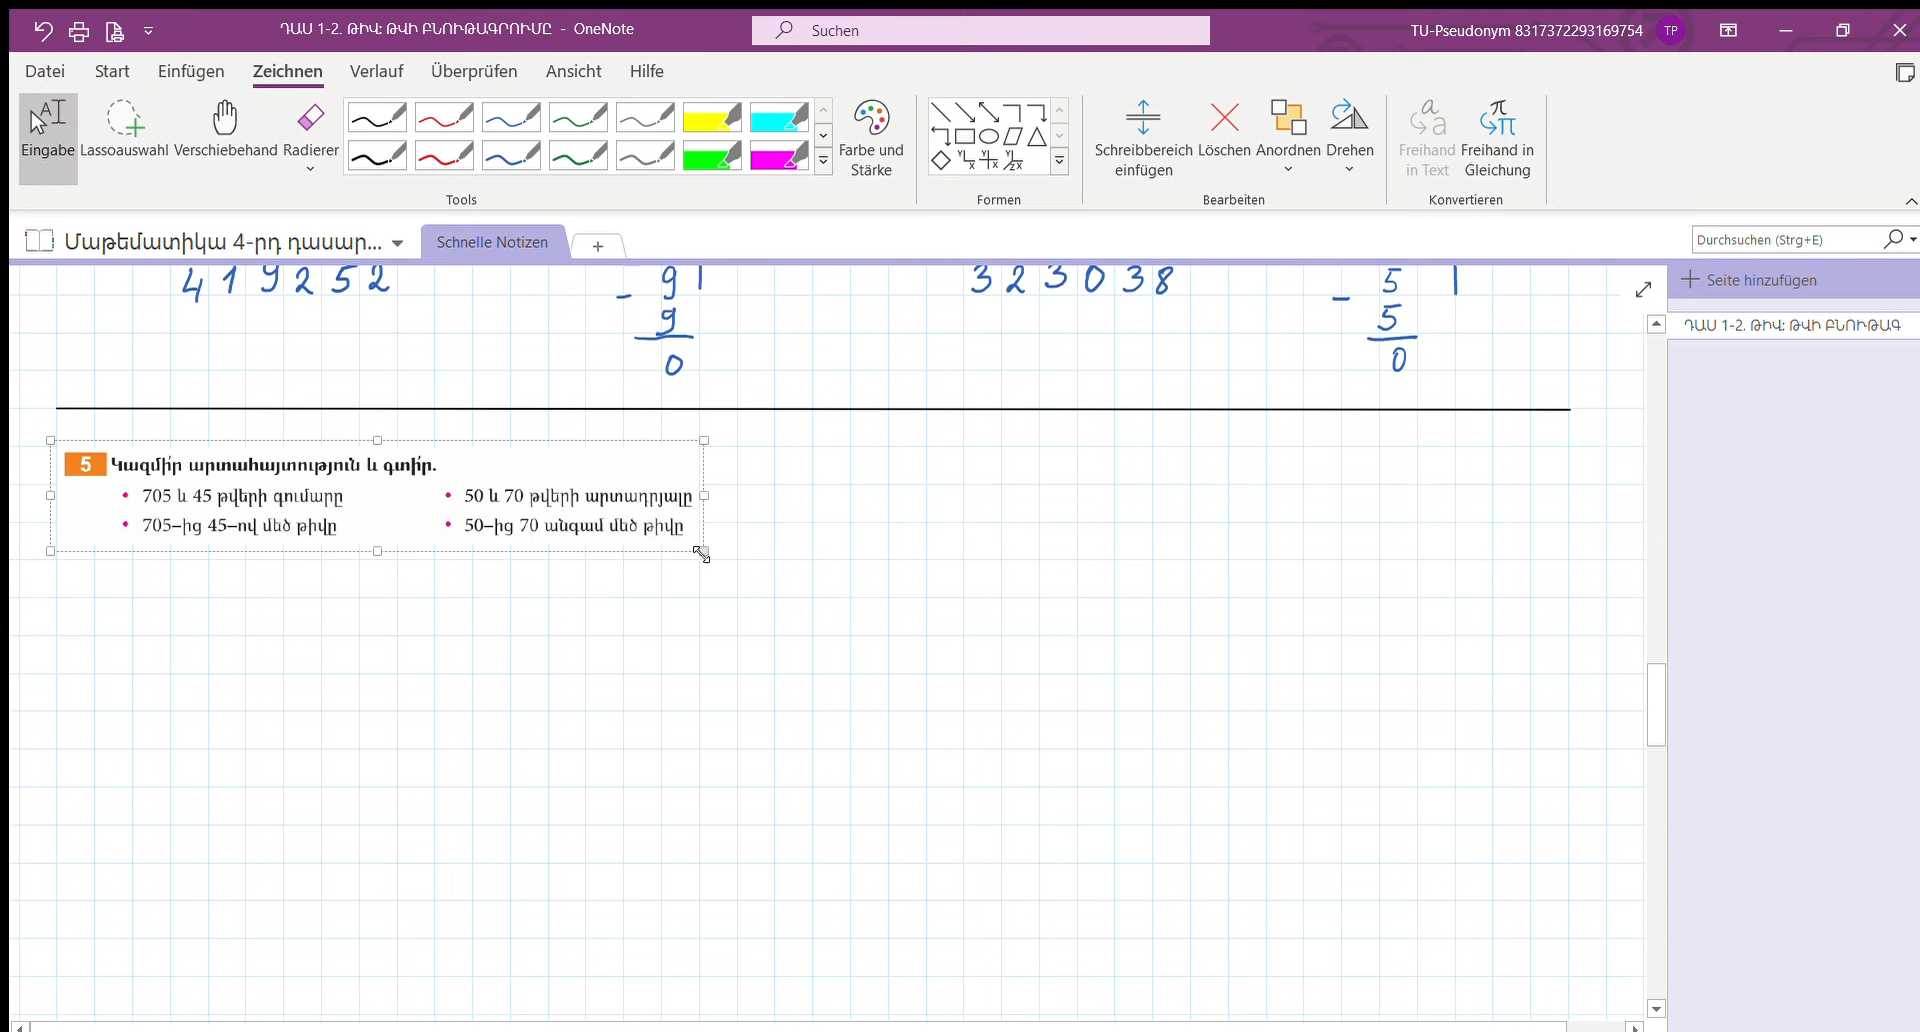 ԴԱՍ 1-2. ԹԻՎ: ԹՎԻ ԲՆՈՒԹԱԳՐՈՒՄԸ - OneNote
Suchen
TU-Pseudonym 8317372293169754
TP
Datei Start Einfügen Zeichnen Verlauf Überprüfen Ansicht Hilfe
Eingabe Lassoauswahl Verschiebehand Radierer
Farbe und Stärke
Schreibbereich einfügen Löschen Anordnen Drehen
Freihand in Text Freihand in Gleichung
Tools Formen Bearbeiten Konvertieren
Մաթեմատիկա 4-րդ դասար...
Schnelle Notizen
Durchsuchen (Strg+E)
Seite hinzufügen
ԴԱՍ 1-2. ԹԻՎ: ԹՎԻ ԲՆՈՒԹԱԳ
4 1 9 2 5 2
- 9 1
9
0
3 2 3 0 3 8
- 5 1
5
0
5 Կազմի՛ր արտահայտություն և գտի՛ր.
• 705 և 45 թվերի գումարը
• 50 և 70 թվերի արտադրյալը
• 705–ից 45–ով մեծ թիվը
• 50–ից 70 անգամ մեծ թիվը